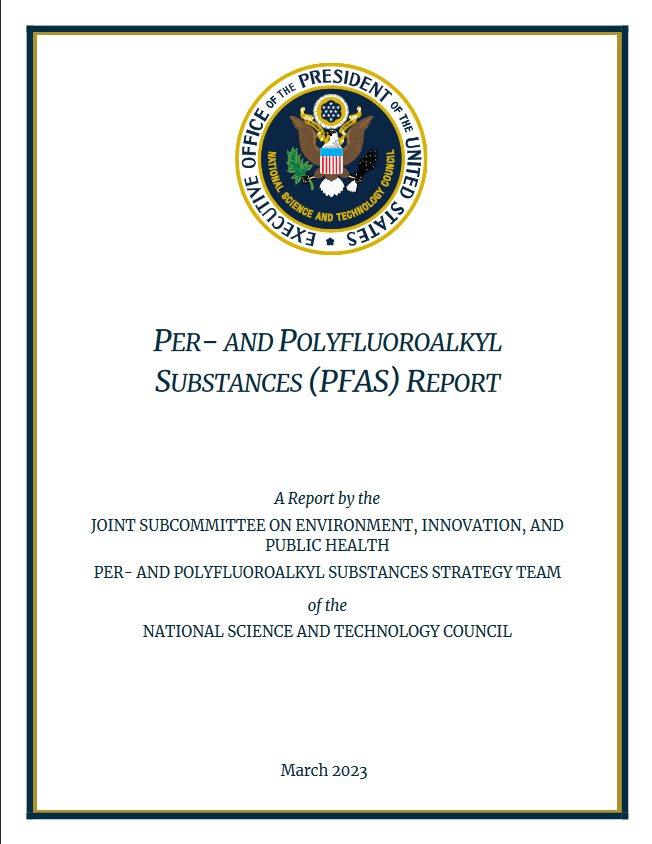 EXECUTIVE OFFICE OF THE PRESIDENT OF THE UNITED STATES
NATIONAL SCIENCE AND TECHNOLOGY COUNCIL
PER- AND POLYFLUOROALKYL
SUBSTANCES (PFAS) REPORT
A Report by the
JOINT SUBCOMMITTEE ON ENVIRONMENT, INNOVATION, AND
PUBLIC HEALTH
PER- AND POLYFLUOROALKYL SUBSTANCES STRATEGY TEAM
of the
NATIONAL SCIENCE AND TECHNOLOGY COUNCIL
March 2023